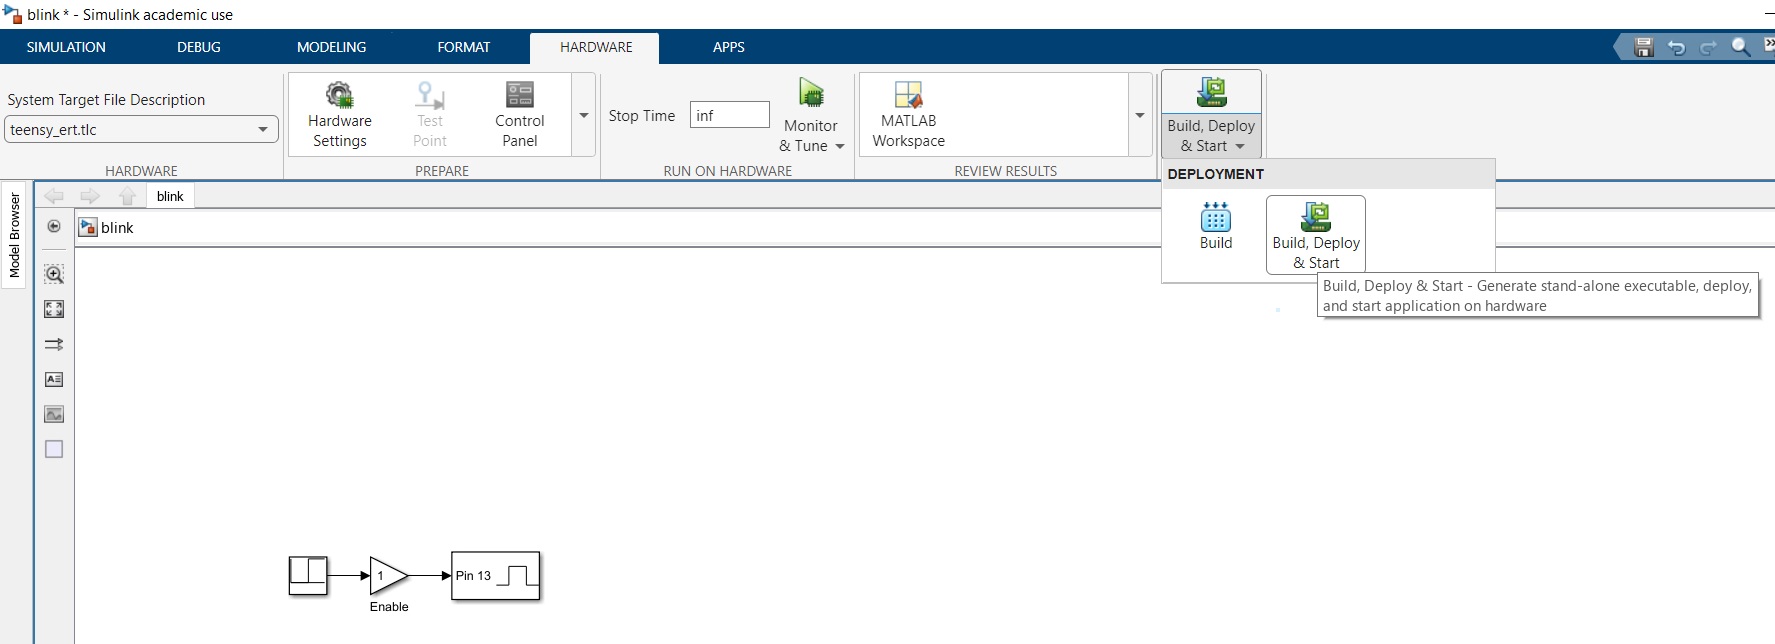 blink * - Simulink academic use
SIMULATION
DEBUG
MODELING
FORMAT
HARDWARE
APPS
System Target File Description
teensy_ert.tlc
HARDWARE
Hardware
Settings
Test
Point
Control
Panel
PREPARE
Stop Time
inf
Monitor
& Tune
RUN ON HARDWARE
MATLAB
Workspace
REVIEW RESULTS
Build, Deploy
& Start
DEPLOYMENT
Build
Build, Deploy
& Start
Build, Deploy & Start - Generate stand-alone executable, deploy,
and start application on hardware
Model Browser
blink
blink
1
Enable
Pin 13